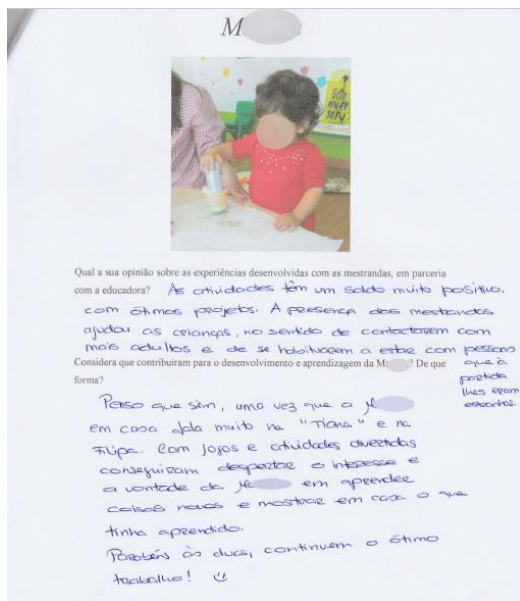 M
Qual a sua opinião sobre as experiências desenvolvidas com as mestrandas, em parceria
com a educadora? As atividades têm um saldo muito positivo,
com ótimos projetos. A presença das mestrandas
ajudou as crianças, no sentido de contactarem com
mais adultos e de se habituarem a estar com pessoas
que à
partida
lhes eram
estranhas.
Considera que contribuiram para o desenvolvimento e aprendizagem da M ? De que
forma?
Penso que sim, uma vez que a M
em casa fala muito na "Tiana" e na
Filipa. Com jogos e atividades divertidas
conseguiram despertar o interesse e
a vontade da M em aprender
coisas novas e mostrar em casa o que
tinha aprendido.
Parabéns às duas, continuem o ótimo
trabalho!